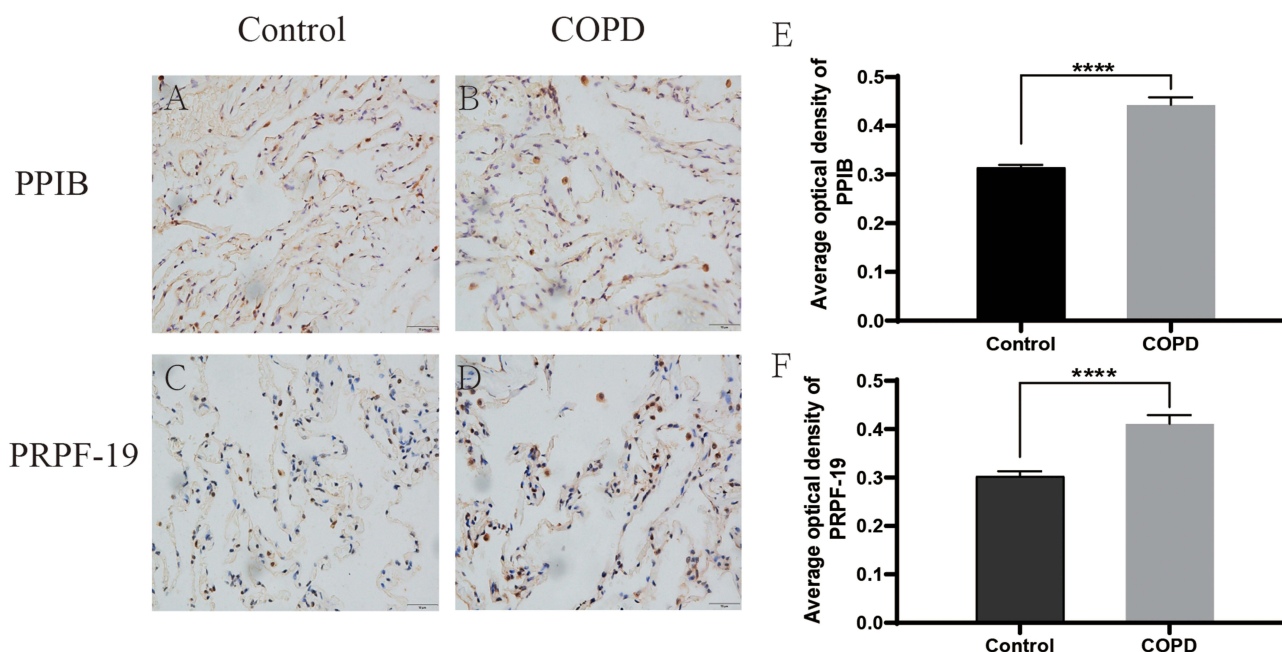 Control
COPD
PPIB
PRPF-19
A
B
C
D
E
Average optical density of
PPIB
0.5
0.4
0.3
0.2
0.1
0.0
****
Control
COPD
F
Average optical density of
PRPF-19
0.5
0.4
0.3
0.2
0.1
0.0
****
Control
COPD